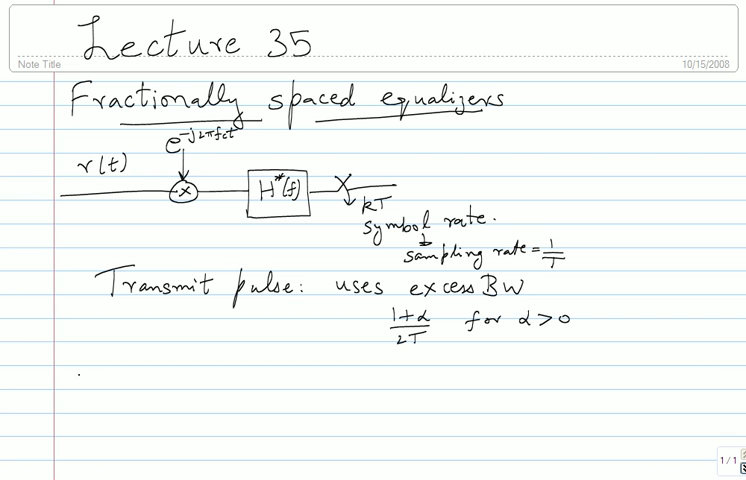 Lecture 35
Note Title
10/15/2008
Fractionally spaced equalizers
e^{-j2πf_ct}
r(t)
×
H*(f)
kT
symbol rate.
sampling rate = 1/T
Transmit pulse: uses excess BW
(1+α)/2T for α>0
1/1